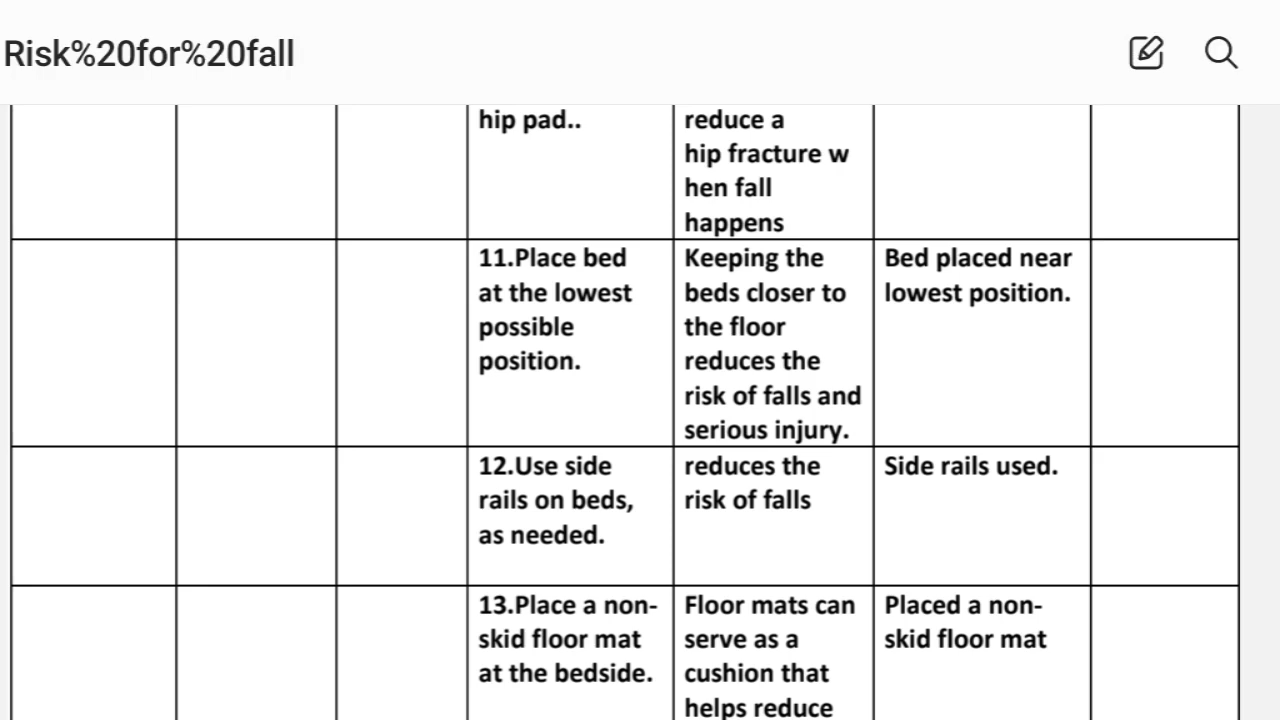 Risk%20for%20fall
hip pad..
reduce a
hip fracture w
hen fall
happens
11.Place bed
at the lowest
possible
position.
Keeping the
beds closer to
the floor
reduces the
risk of falls and
serious injury.
Bed placed near
lowest position.
12.Use side
rails on beds,
as needed.
reduces the
risk of falls
Side rails used.
13.Place a non-
skid floor mat
at the bedside.
Floor mats can
serve as a
cushion that
helps reduce
Placed a non-
skid floor mat